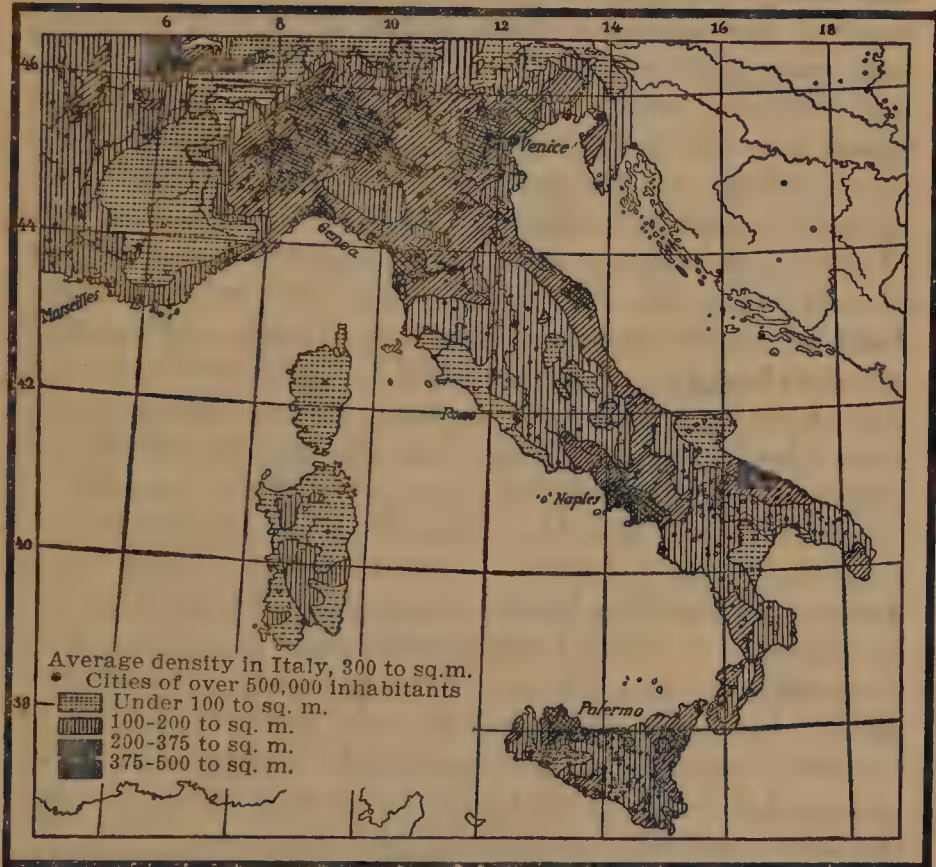 6 8 10 12 14 16 18
46
Venice
44
Genoa
Marseilles
42
Rome
Naples
40
Average density in Italy, 300 to sq.m.
Cities of over 500,000 inhabitants
38
Under 100 to sq. m.
Palermo
100-200 to sq. m.
200-375 to sq. m.
375-500 to sq. m.